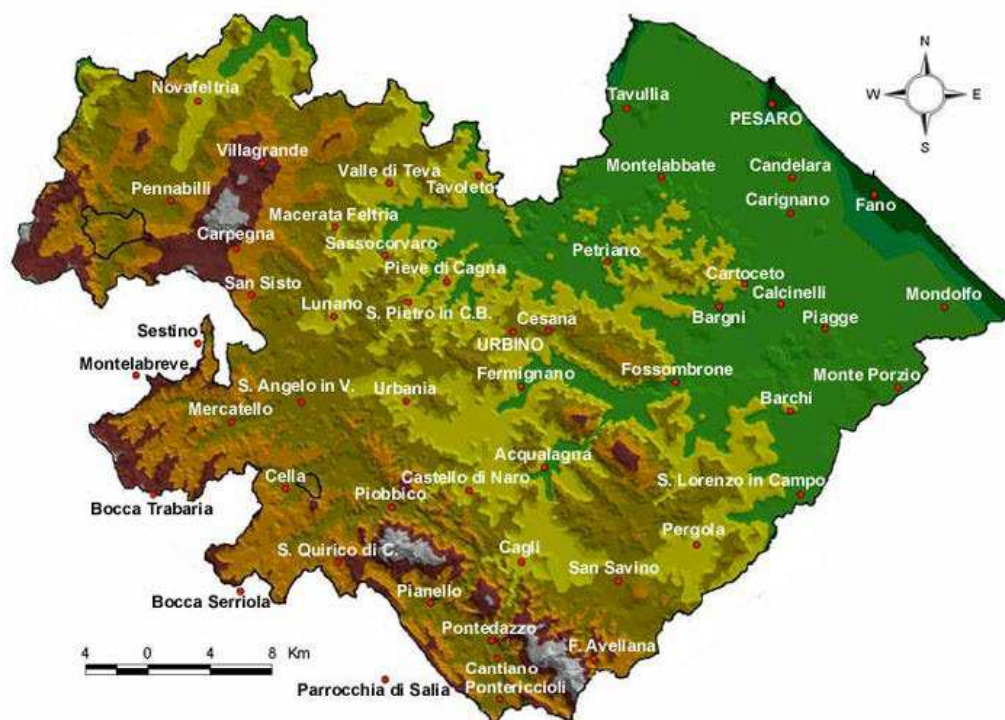 N
W E
S
Novafeltria
Tavullia
PESARO
Villagrande
Valle di Teva
Tavoleto
Montelabbate
Candelara
Pennabilli
Carignano
Fano
Macerata Feltria
Carpegna
Sassocorvaro
Petriano
Pieve di Cagna
Cartoceto
San Sisto
Calcinelli
Mondolfo
Lunano
S. Pietro in C.B.
Cesana
Bargni
Piagge
Sestino
URBINO
Montelabreve
Fermignano
Fossombrone
Monte Porzio
S. Angelo in V.
Urbania
Barchi
Mercatello
Acqualagna
Cella
Castello di Naro
S. Lorenzo in Campo
Piobbico
Bocca Trabaria
Pergola
S. Quirico di C.
Cagli
San Savino
Pianello
Bocca Serriola
Pontedazzo
F. Avellana
4 0 4 8 Km
Cantiano
Parrocchia di Salia
Pontericcioli